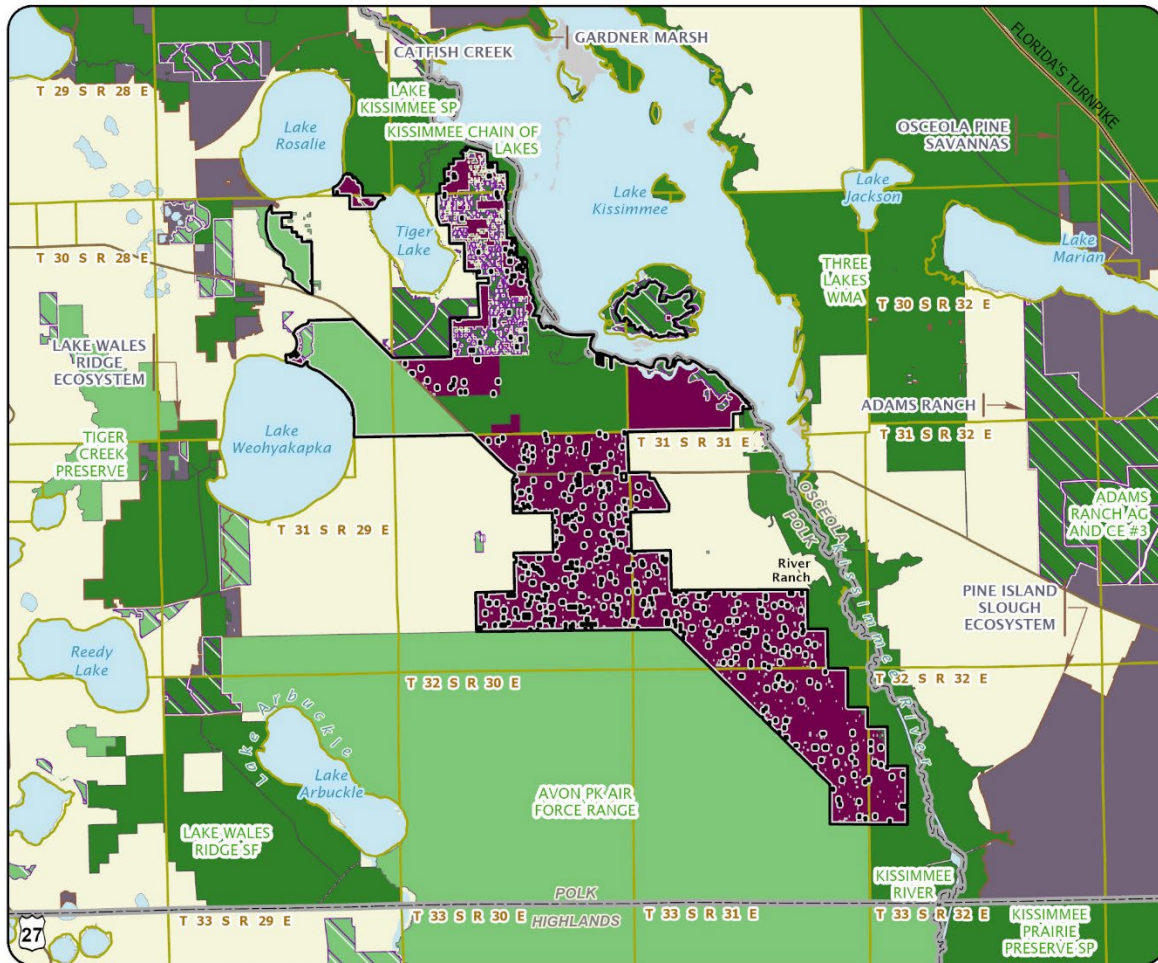 GARDNER MARSH
CATFISH CREEK
FLORIDA'S TURNPIKE
T 29 S R 28 E
LAKE
KISSIMMEE SP
KISSIMMEE CHAIN OF
LAKES
Lake
Rosalie
OSCEOLA PINE
SAVANNAS
Lake
Kissimmee
Lake
Jackson
Tiger
Lake
Lake
Marian
T 30 S R 28 E
THREE
LAKES
WMA
T 30 S R 32 E
LAKE WALES
RIDGE
ECOSYSTEM
ADAMS RANCH
Lake
Weohyakapka
TIGER
CREEK
PRESERVE
T 31 S R 31 E
T 31 S R 32 E
ADAMS
RANCH AG
AND CE #3
OSCEOLA
POLK
T 31 S R 29 E
Kissimmee River
River
Ranch
PINE ISLAND
SLOUGH
ECOSYSTEM
Reedy
Lake
T 32 S R 30 E
T 32 S R 32 E
Lake Arbuckle
Lake
Arbuckle
AVON PK AIR
FORCE RANGE
LAKE WALES
RIDGE SF
KISSIMMEE
RIVER
POLK
HIGHLANDS
T 33 S R 29 E
T 33 S R 30 E
T 33 S R 31 E
T 33 S R 32 E
27
KISSIMMEE
PRAIRIE
PRESERVE SP